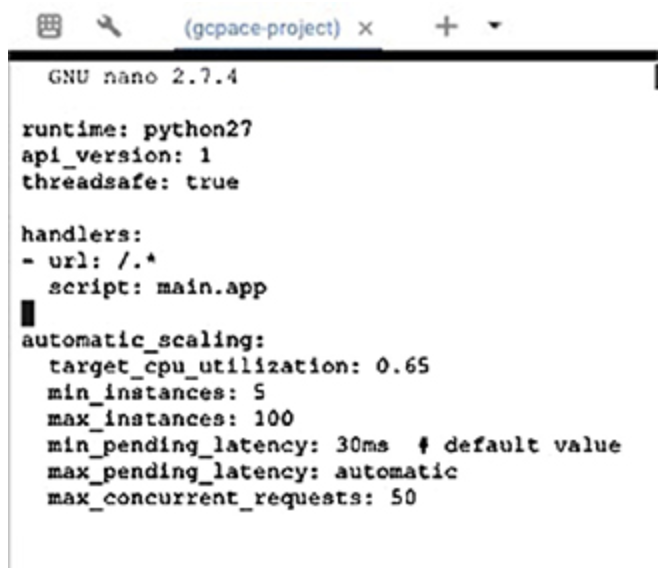 (gcpace-project) ×
GNU nano 2.7.4
runtime: python27
api_version: 1
threadsafe: true
handlers:
- url: /.*
  script: main.app
automatic_scaling:
  target_cpu_utilization: 0.65
  min_instances: 5
  max_instances: 100
  min_pending_latency: 30ms  # default value
  max_pending_latency: automatic
  max_concurrent_requests: 50